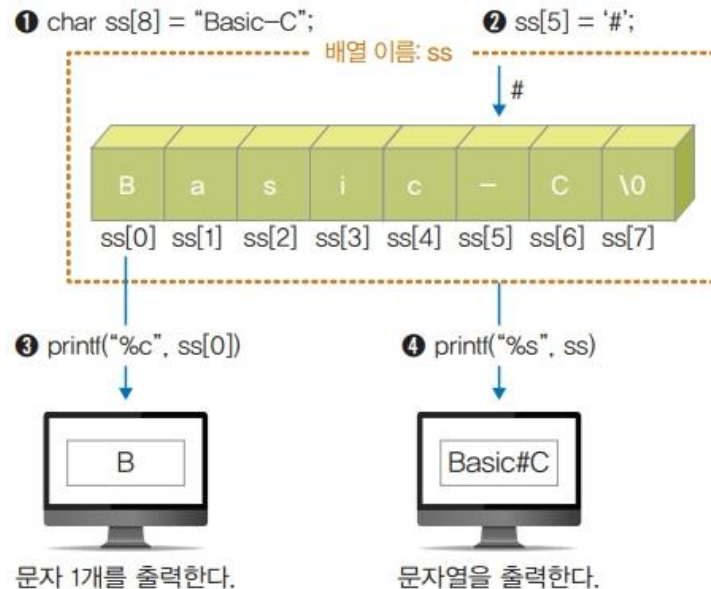 ❶ char ss[8] = “Basic-C”;
❷ ss[5] = ‘#’;
배열 이름: ss
#
B a s i c - C \0
ss[0] ss[1] ss[2] ss[3] ss[4] ss[5] ss[6] ss[7]
❸ printf(“%c”, ss[0])
❹ printf(“%s”, ss)
B
Basic#C
문자 1개를 출력한다.
문자열을 출력한다.